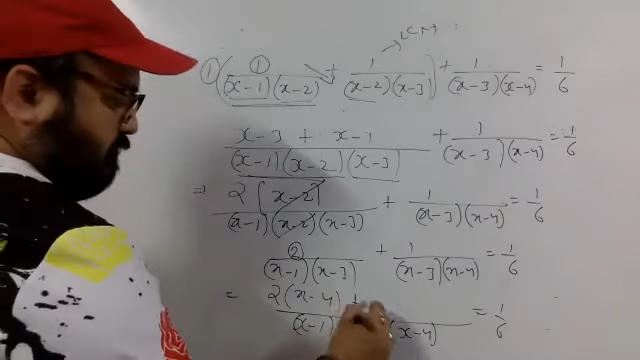 → LCM :
① ( ① / (x-1)(x-2) + 1 / (x-2)(x-3) ) + 1 / (x-3)(x-4) = 1/6
x-3 + x-1 / (x-1)(x-2)(x-3) + 1 / (x-3)(x-4) = 1/6
⇒ 2[x-2] / (x-1)(x-2)(x-3) + 1 / (x-3)(x-4) = 1/6
② / (x-1)(x-3) + 1 / (x-3)(x-4) = 1/6
= 2(x-4) + / (x-1) (x-4) = 1/6